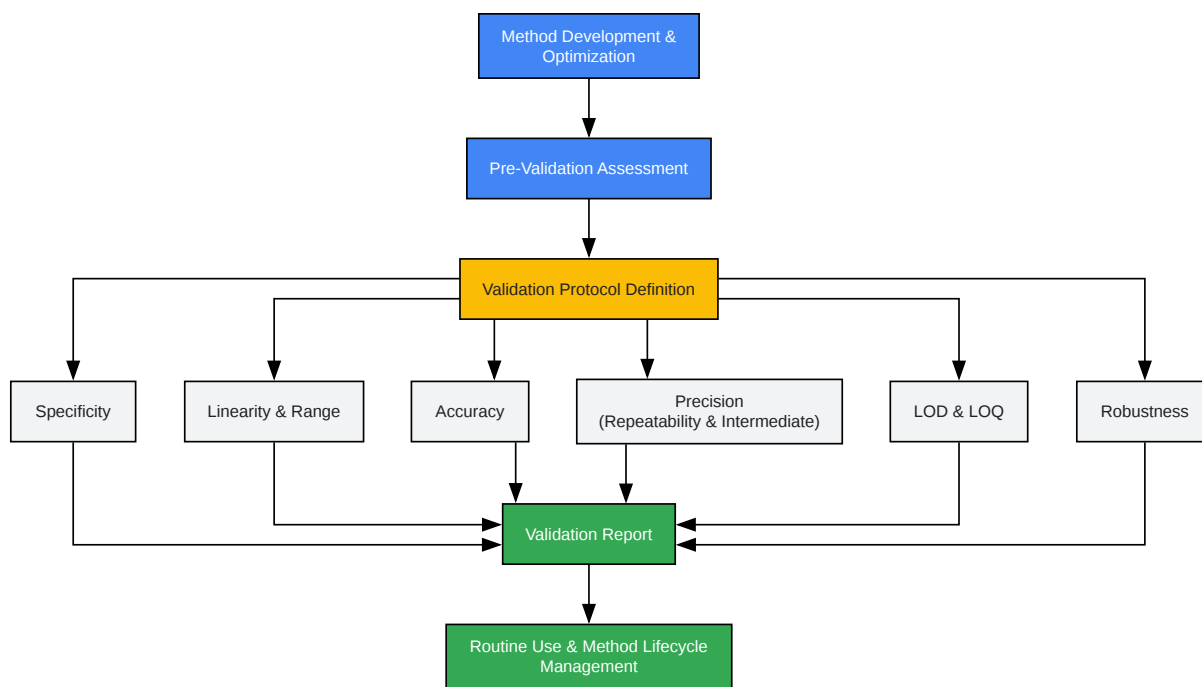 Method Development &
Optimization
Pre-Validation Assessment
Validation Protocol Definition
Specificity
Linearity & Range
Accuracy
Precision
(Repeatability & Intermediate)
LOD & LOQ
Robustness
Validation Report
Routine Use & Method Lifecycle
Management